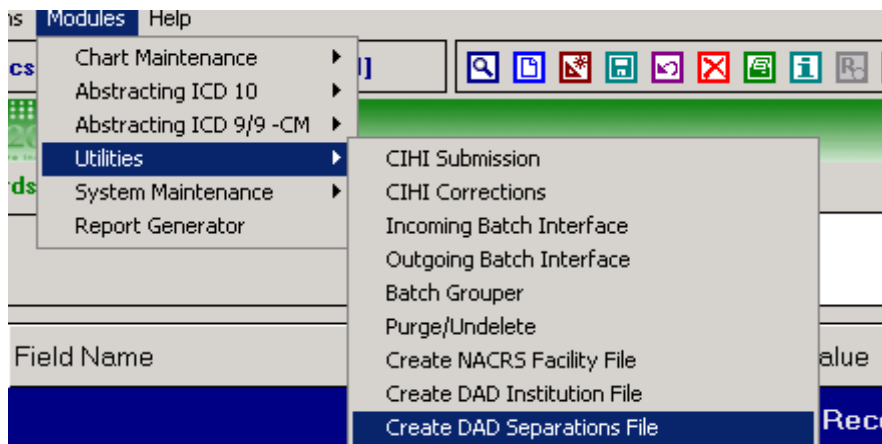 Modules Help
Chart Maintenance
Abstracting ICD 10
Abstracting ICD 9/9 -CM
Utilities
System Maintenance
Report Generator
CIHI Submission
CIHI Corrections
Incoming Batch Interface
Outgoing Batch Interface
Batch Grouper
Purge/Undelete
Create NACRS Facility File
Create DAD Institution File
Create DAD Separations File
Field Name